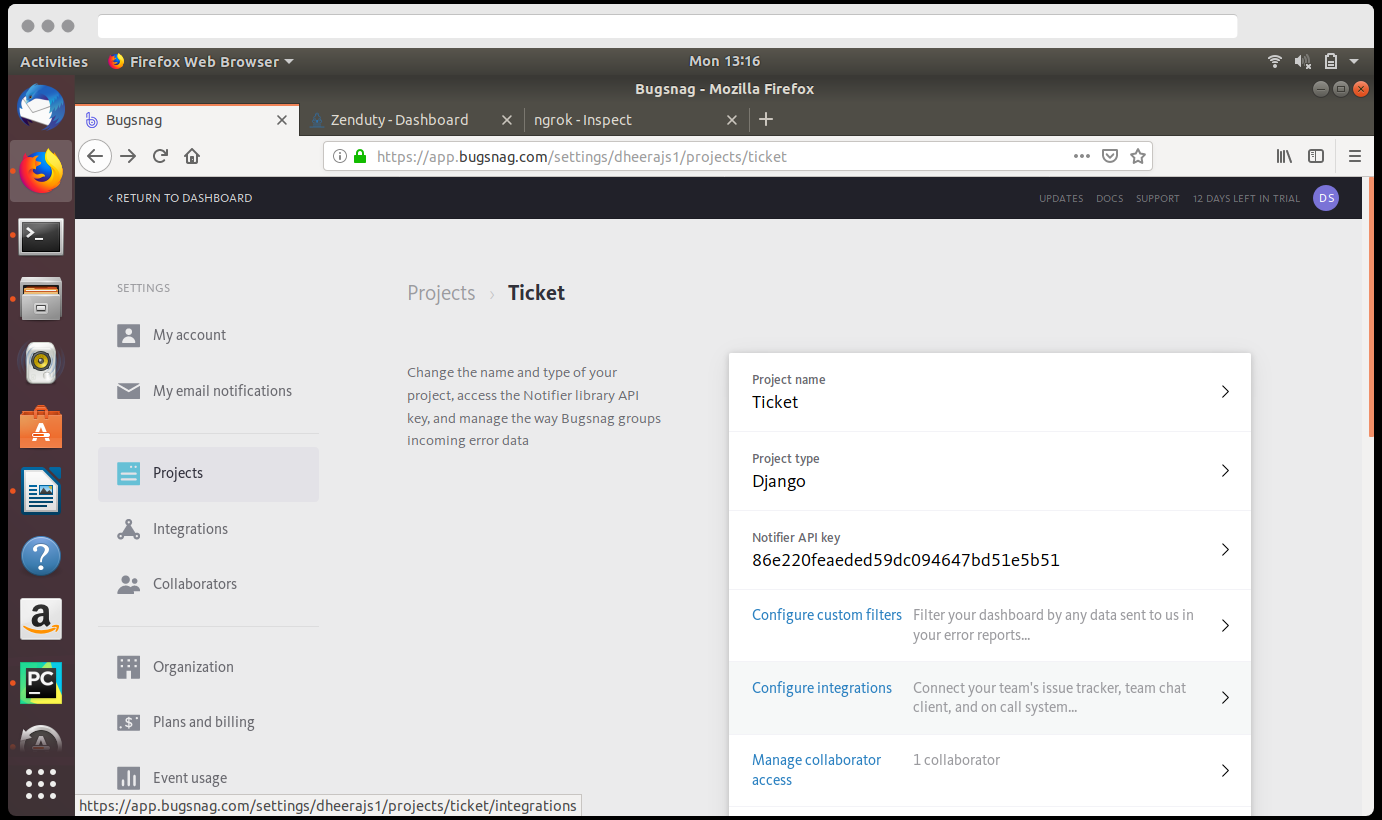 Activities
Firefox Web Browser
Mon 13:16
Bugsnag - Mozilla Firefox
Bugsnag
Zenduty - Dashboard
ngrok - Inspect
https://app.bugsnag.com/settings/dheerajs1/projects/ticket
< RETURN TO DASHBOARD
UPDATES
DOCS
SUPPORT
12 DAYS LEFT IN TRIAL
DS
SETTINGS
My account
My email notifications
Projects
Integrations
Collaborators
Organization
Plans and billing
Event usage
Projects › Ticket
Change the name and type of your
project, access the Notifier library API
key, and manage the way Bugsnag groups
incoming error data
Project name
Ticket
Project type
Django
Notifier API key
86e220feaeded59dc094647bd51e5b51
Configure custom filters
Filter your dashboard by any data sent to us in
your error reports...
Configure integrations
Connect your team's issue tracker, team chat
client, and on call system...
Manage collaborator
access
1 collaborator
https://app.bugsnag.com/settings/dheerajs1/projects/ticket/integrations
PC
a